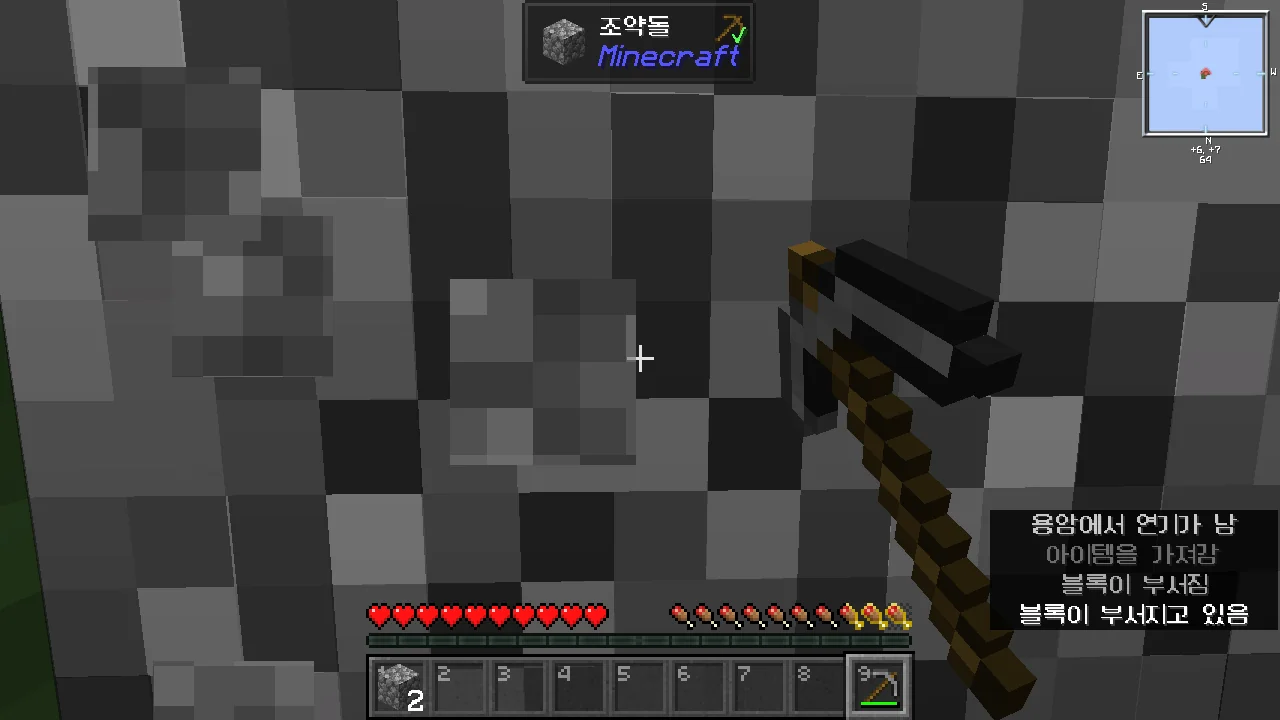 조약돌
Minecraft
S
E
W
N
+6, +7
64
용암에서 연기가 남
아이템을 가져감
블록이 부서짐
블록이 부서지고 있음
2 3 4 5 6 7 8 9
2